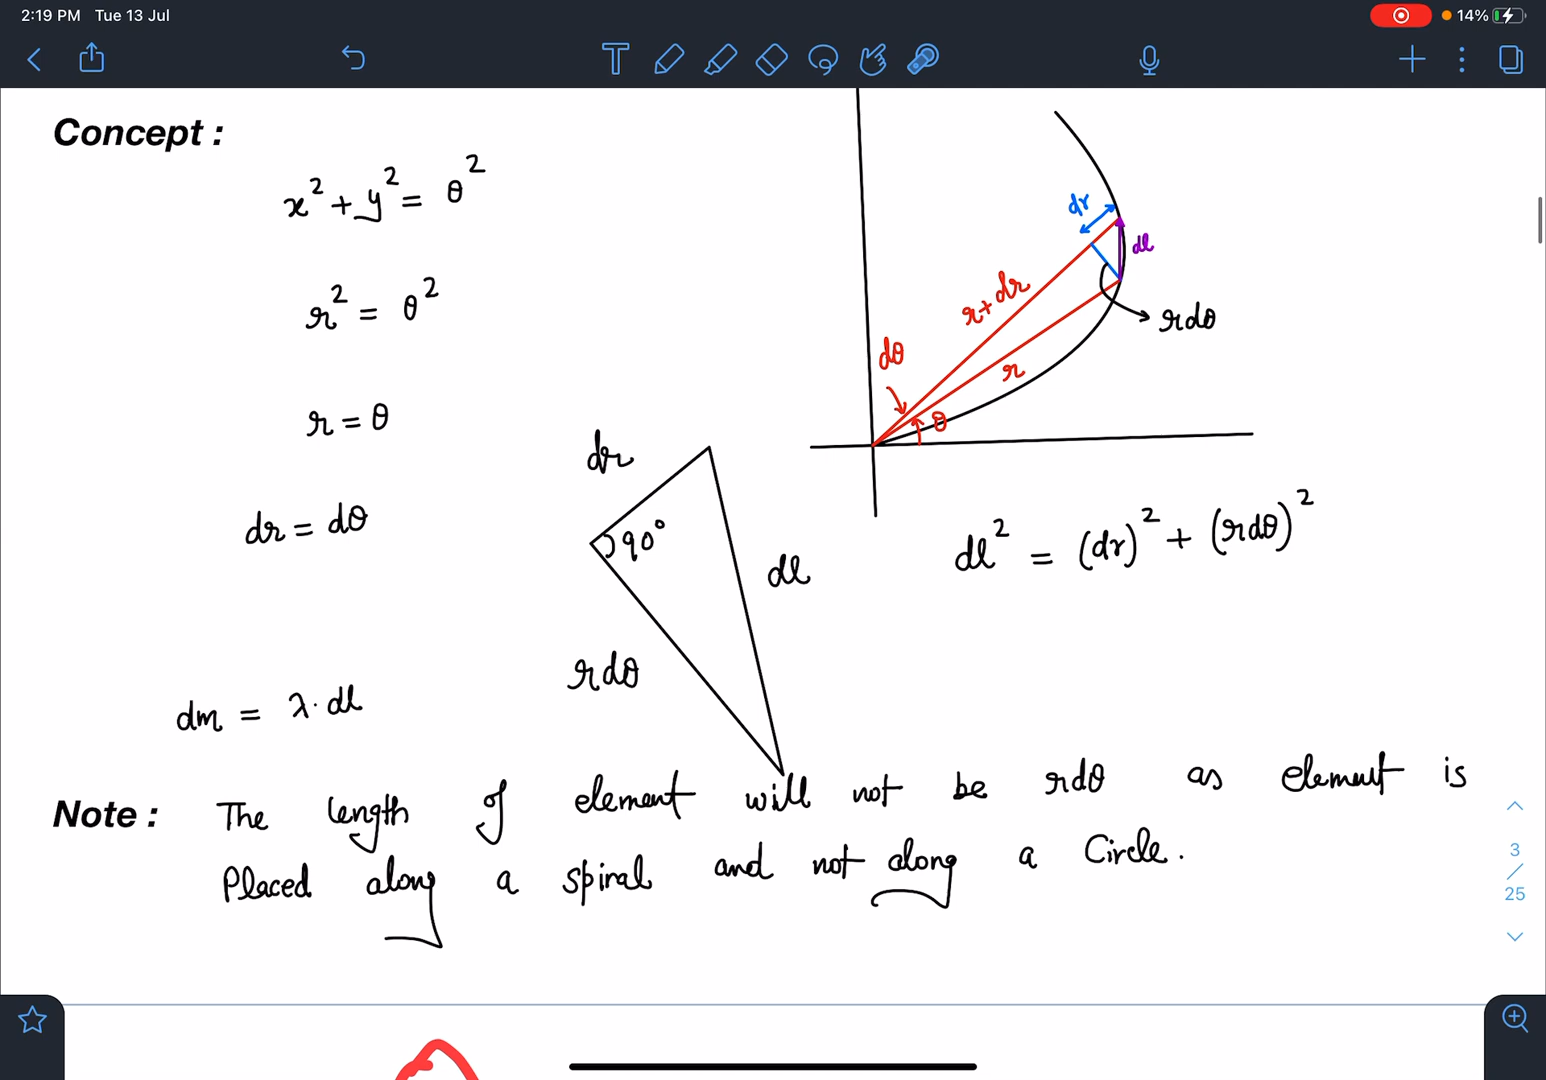 2:19 PM Tue 13 Jul
14%
T
Concept :
x² + y² = θ²
r² = θ²
r = θ
dr = dθ
dm = λ · dl
dr
dl
r + dr
rdθ
dθ
r
θ
dr
90°
dl
rdθ
dl² = (dr)² + (rdθ)²
Note : The length of element will not be rdθ as element is
Placed along a spiral and not along a Circle.
3
/
25